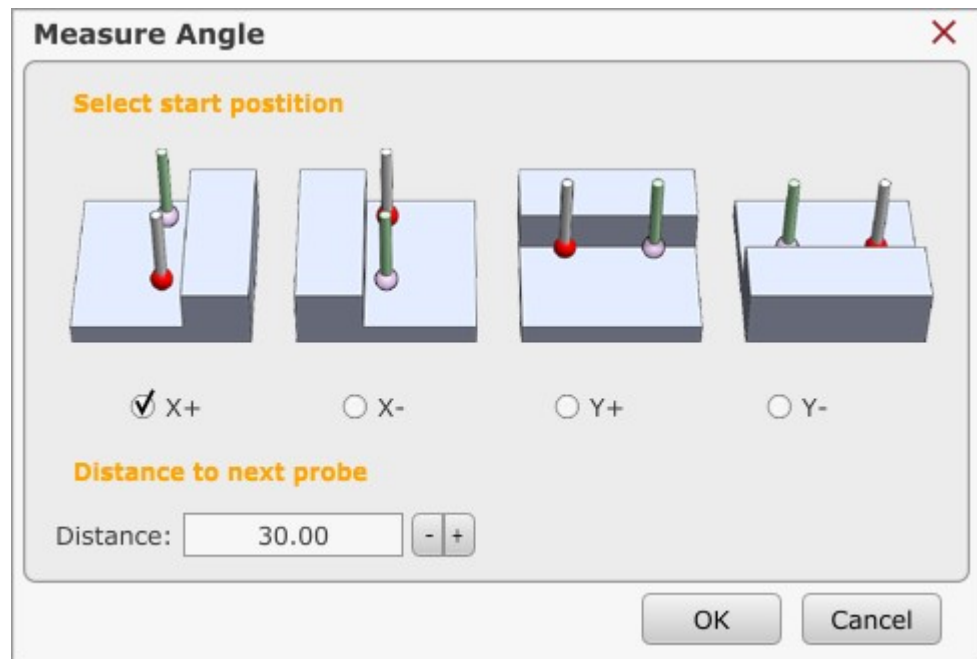 Measure Angle
Select start postition
X+ X- Y+ Y-
Distance to next probe
Distance: 30.00 - +
OK Cancel